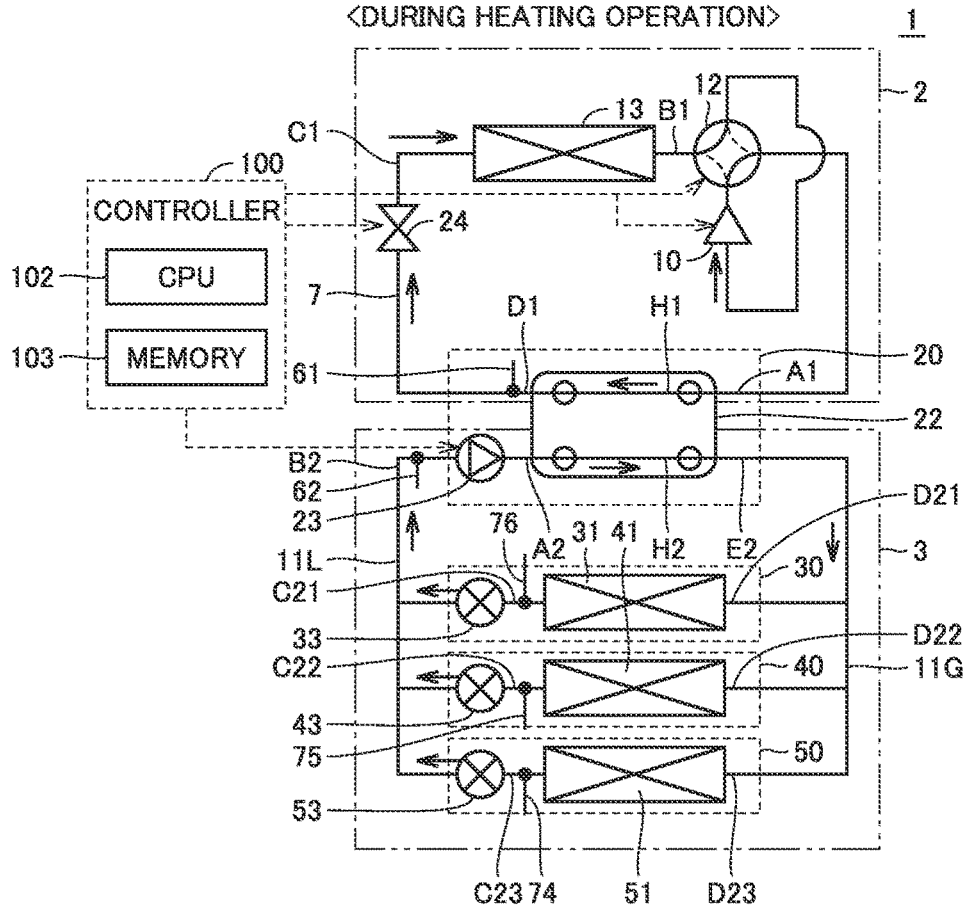 <DURING HEATING OPERATION>
1
12
2
13
B1
C1
100
CONTROLLER
24
10
102
CPU
7
D1
H1
20
103
MEMORY
61
A1
22
B2
62
23
D21
76
A2
31
41
H2
E2
3
11L
30
C21
33
D22
C22
40
11G
43
75
50
53
C23
74
51
D23